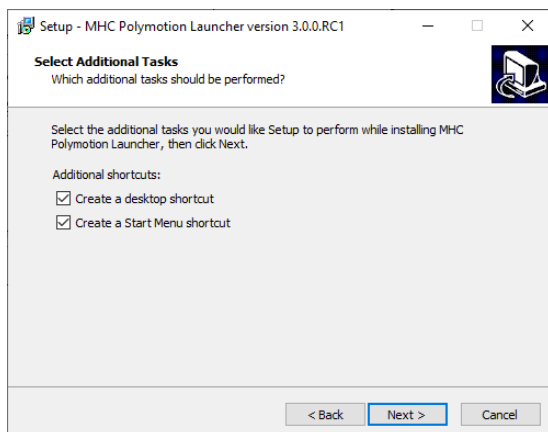 Setup - MHC Polymotion Launcher version 3.0.0.RC1
Select Additional Tasks
Which additional tasks should be performed?
Select the additional tasks you would like Setup to perform while installing MHC
Polymotion Launcher, then click Next.
Additional shortcuts:
Create a desktop shortcut
Create a Start Menu shortcut
< Back
Next >
Cancel